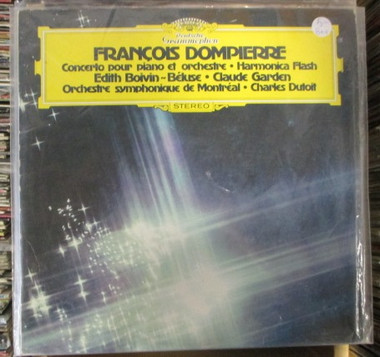 Deutsche
Grammophon
FRANÇOIS DOMPIERRE
Concerto pour piano et orchestre • Harmonica Flash
Edith Boivin-Béluse • Claude Garden
Orchestre symphonique de Montréal • Charles Dutoit
STEREO